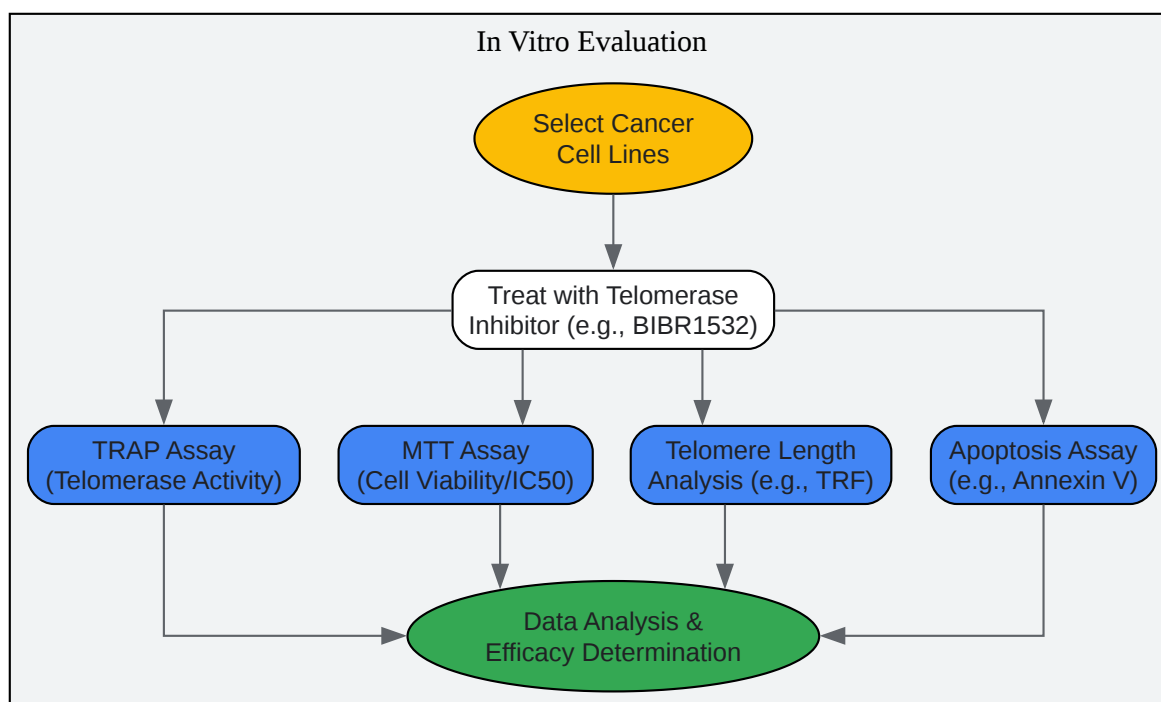 In Vitro Evaluation
Select Cancer
Cell Lines
Treat with Telomerase
Inhibitor (e.g., BIBR1532)
TRAP Assay
(Telomerase Activity)
MTT Assay
(Cell Viability/IC50)
Telomere Length
Analysis (e.g., TRF)
Apoptosis Assay
(e.g., Annexin V)
Data Analysis &
Efficacy Determination